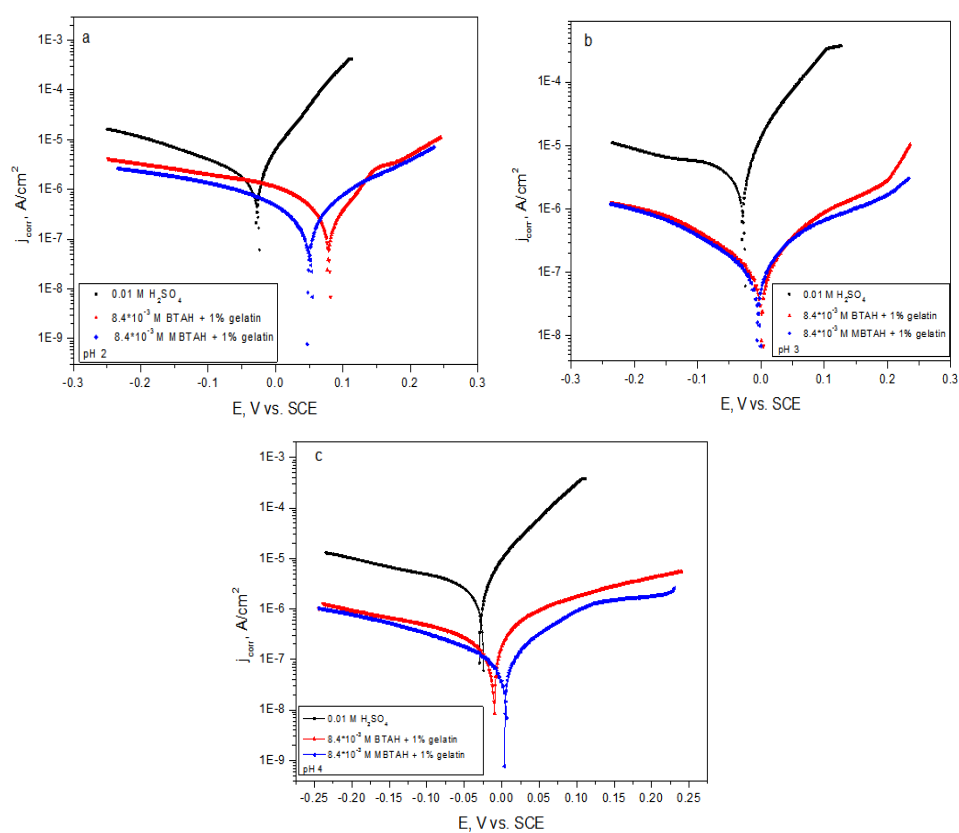 a
1E-3
1E-4
1E-5
1E-6
1E-7
1E-8
1E-9
j_corr, A/cm²
0.01 M H₂SO₄
8.4*10⁻³ M BTAH + 1% gelatin
8.4*10⁻³ M MBTAH + 1% gelatin
pH 2
-0.3 -0.2 -0.1 0.0 0.1 0.2 0.3
E, V vs. SCE
b
1E-4
1E-5
1E-6
1E-7
1E-8
j_corr, A/cm²
0.01 M H₂SO₄
8.4*10⁻³ M BTAH + 1% gelatin
8.4*10⁻³ M MBTAH + 1% gelatin
pH 3
-0.3 -0.2 -0.1 0.0 0.1 0.2 0.3
E, V vs. SCE
c
1E-3
1E-4
1E-5
1E-6
1E-7
1E-8
1E-9
j_corr, A/cm²
0.01 M H₂SO₄
8.4*10⁻³ M BTAH + 1% gelatin
8.4*10⁻³ M MBTAH + 1% gelatin
pH 4
-0.25 -0.20 -0.15 -0.10 -0.05 0.00 0.05 0.10 0.15 0.20 0.25
E, V vs. SCE